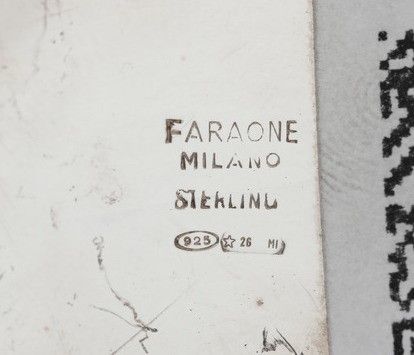 FARAONE
MILANO
STERLING
925 ☆ 26 MI